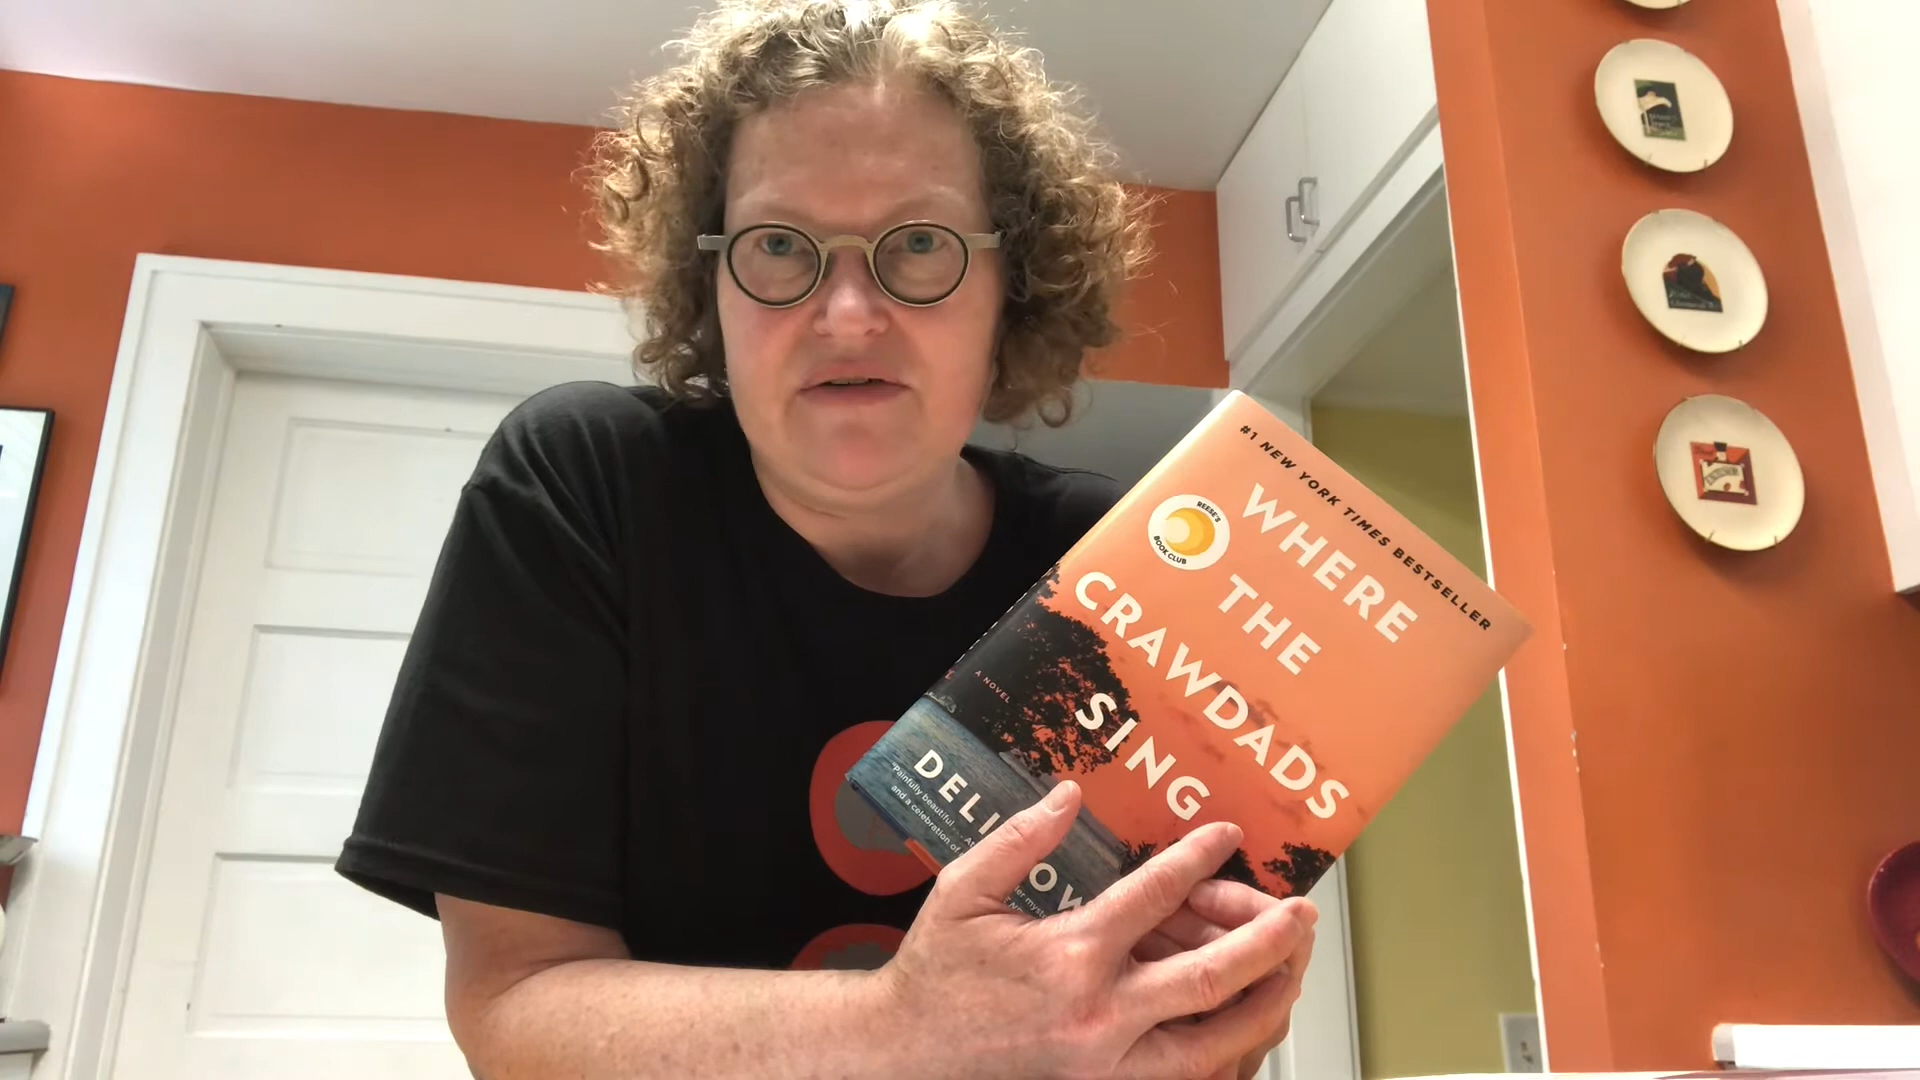 #1 NEW YORK TIMES BESTSELLER
REESE'S
BOOK CLUB
WHERE
THE
CRAWDADS
SING
A NOVEL
DELI
OW
"Painfully beautiful
and a celebration of